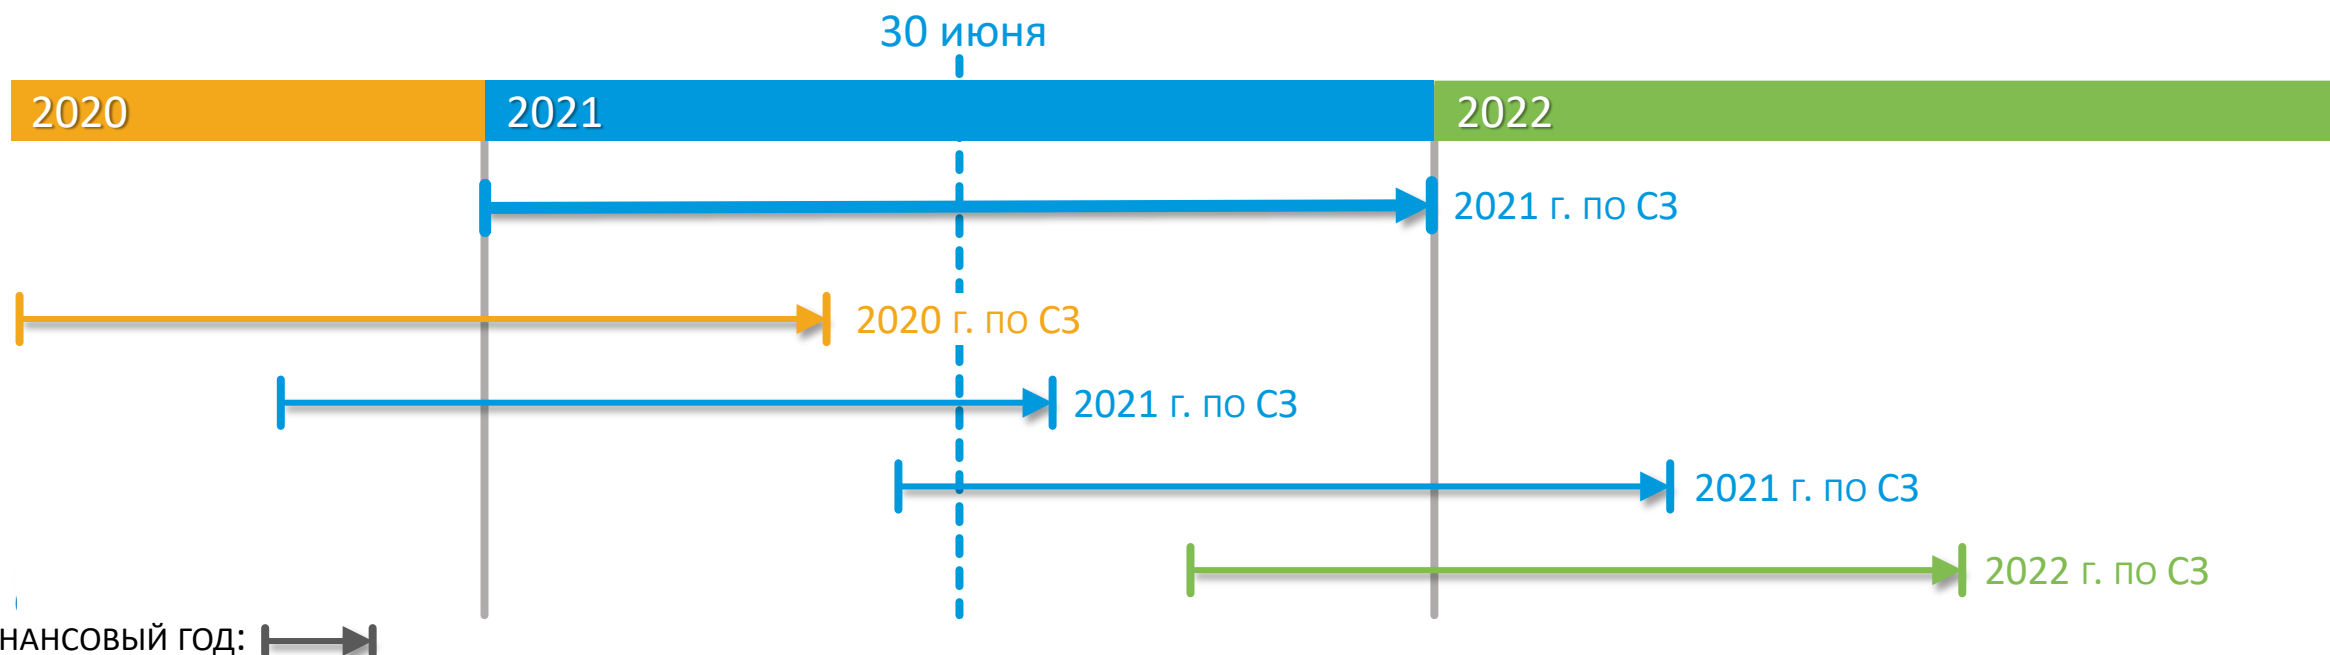 30 июня
2020
2021
2022
2021 г. по СЗ
2020 г. по СЗ
2021 г. по СЗ
2021 г. по СЗ
2022 г. по СЗ
НАНСОВЫЙ ГОД: